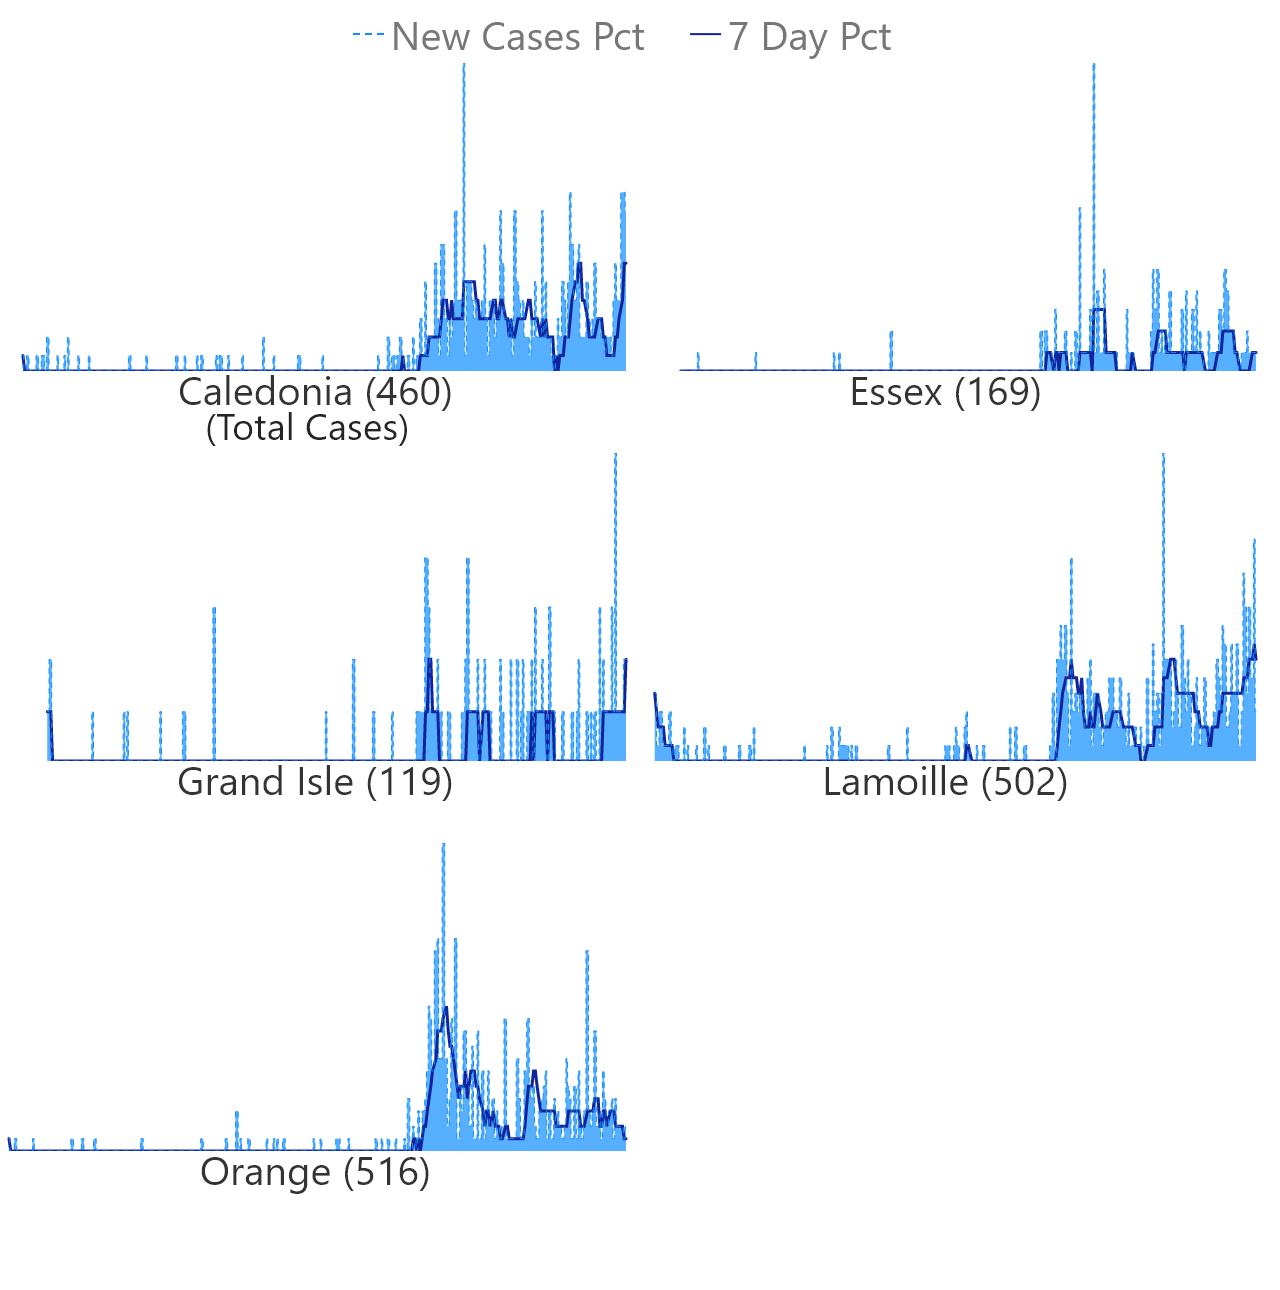 New Cases Pct 7 Day Pct
Caledonia (460) Essex (169)
(Total Cases)
Grand Isle (119) Lamoille (502)
Orange (516)